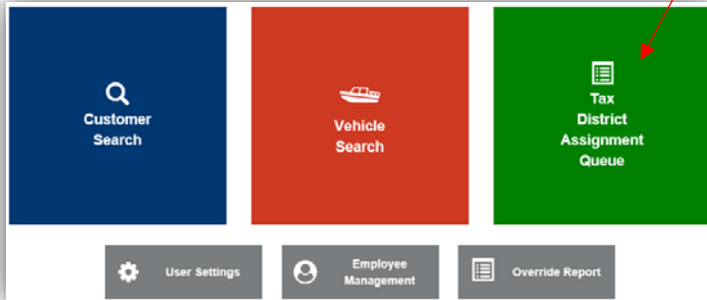 Customer
Search
Vehicle
Search
Tax
District
Assignment
Queue
User Settings
Employee
Management
Override Report